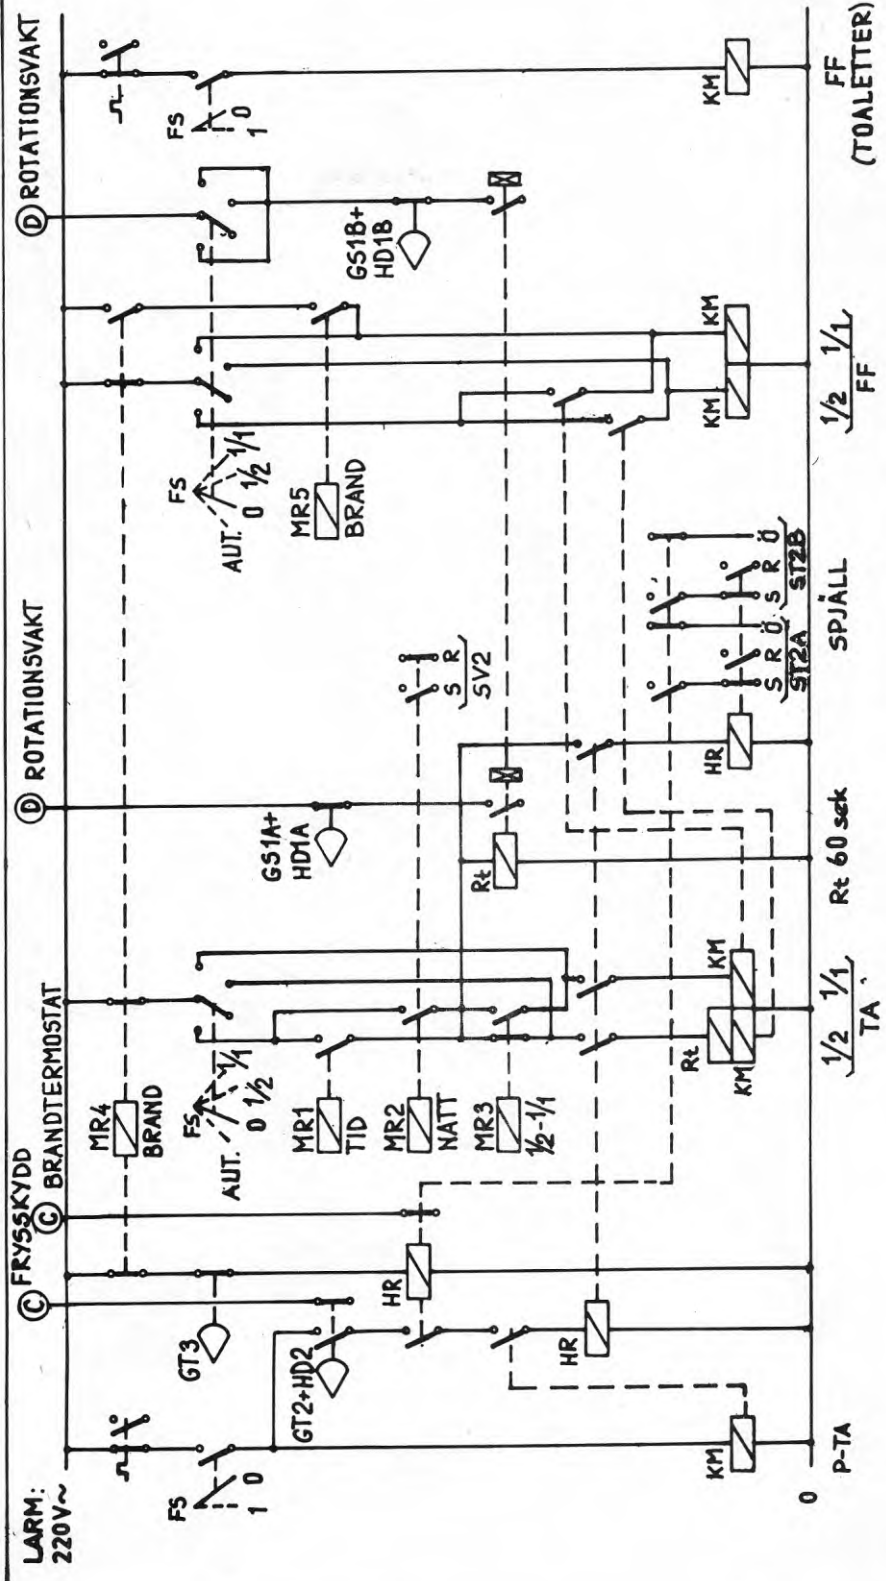 LARM:
220V~
FS
1 0
P-TA
KM
0
Ⓒ FRYSSKYDD
Ⓒ BRANDTERMOSTAT
GT3
GT2+HD2
HR
HR
MR4
BRAND
FS
AUT. 0 1/2 1/1
MR1
TID
MR2
NATT
MR3
1/2-1/1
Rt
KM
KM
1/2 1/1
TA
Ⓓ ROTATIONSVAKT
GS1A+
HD1A
Rt
Rt 60 sek
SV2
S R
HR
S R Ö
ST2A
S R Ö
ST2B
SPJÄLL
FS
AUT. 0 1/2 1/1
MR5
BRAND
KM
KM
1/2 1/1
FF
Ⓓ ROTATIONSVAKT
GS1B+
HD1B
FS
1 0
KM
FF
(TOALETTER)